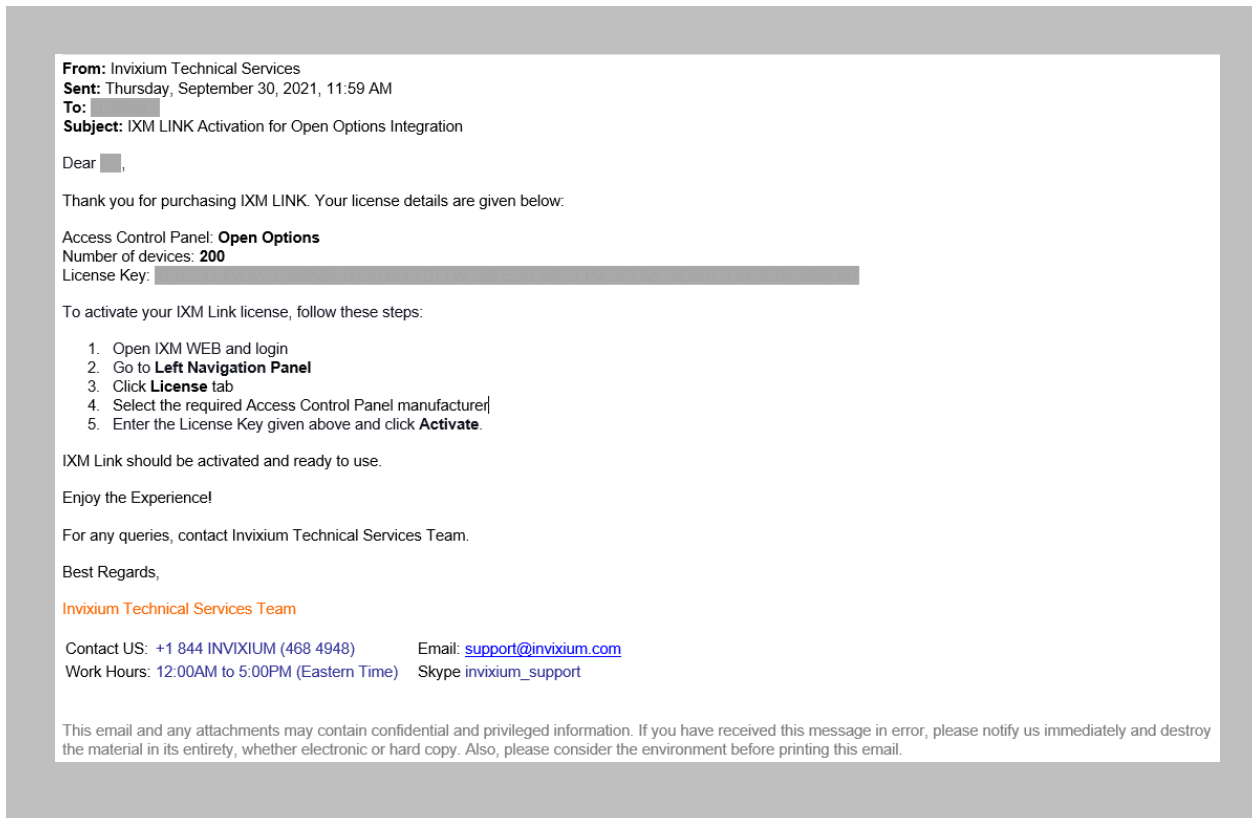 From: Invixium Technical Services
Sent: Thursday, September 30, 2021, 11:59 AM
To:
Subject: IXM LINK Activation for Open Options Integration
Dear ,
Thank you for purchasing IXM LINK. Your license details are given below:
Access Control Panel: Open Options
Number of devices: 200
License Key:
To activate your IXM Link license, follow these steps:
1. Open IXM WEB and login
2. Go to Left Navigation Panel
3. Click License tab
4. Select the required Access Control Panel manufacturer
5. Enter the License Key given above and click Activate.
IXM Link should be activated and ready to use.
Enjoy the Experience!
For any queries, contact Invixium Technical Services Team.
Best Regards,
Invixium Technical Services Team
Contact US: +1 844 INVIXIUM (468 4948) Email: support@invixium.com
Work Hours: 12:00AM to 5:00PM (Eastern Time) Skype invixium_support
This email and any attachments may contain confidential and privileged information. If you have received this message in error, please notify us immediately and destroy
the material in its entirety, whether electronic or hard copy. Also, please consider the environment before printing this email.